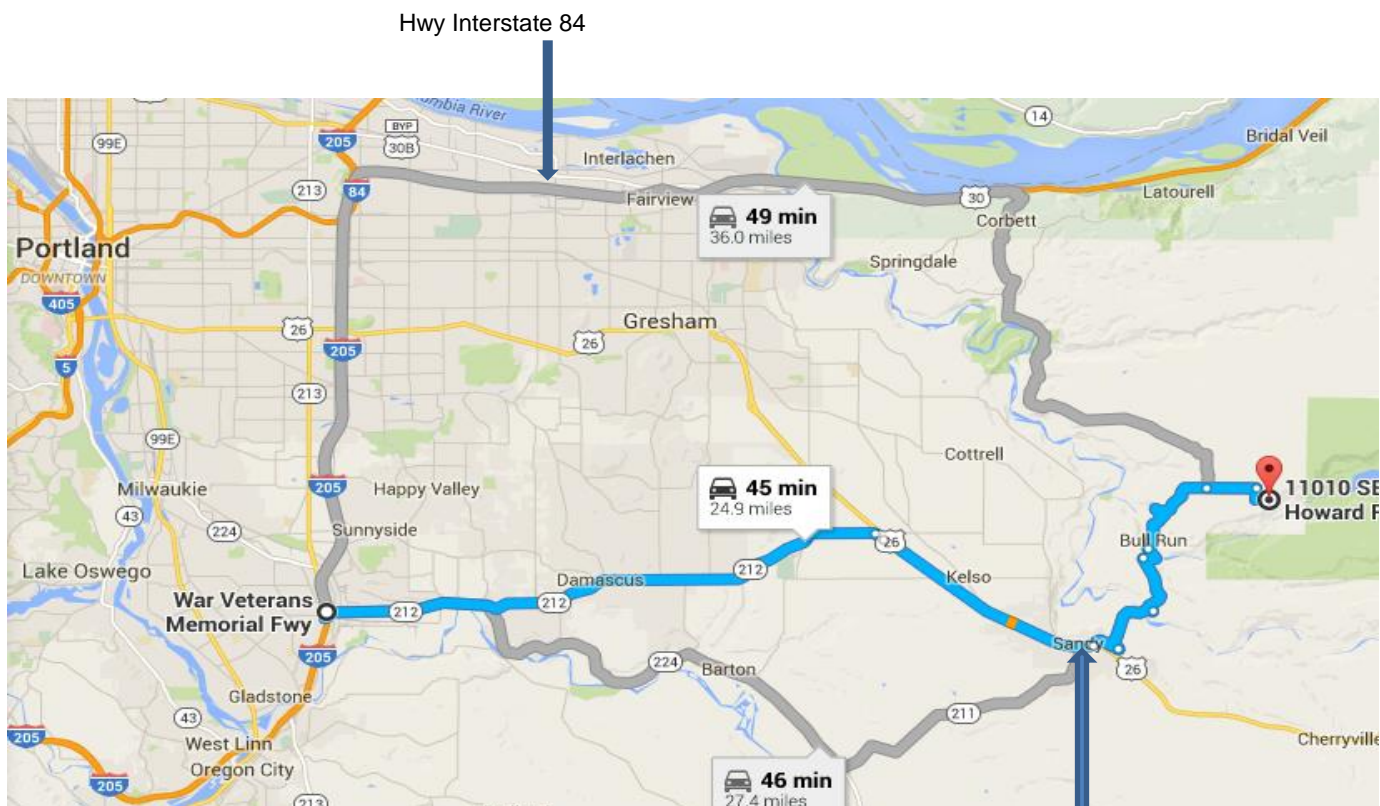 Hwy Interstate 84
umbia River
14
99E
205
BYP
30B
Bridal Veil
Interlachen
213
84
Fairview
30
Latourell
49 min
36.0 miles
Corbett
Portland
DOWNTOWN
Springdale
405
26
205
Gresham
26
5
213
99E
Cottrell
45 min
24.9 miles
Milwaukie
205
Happy Valley
11010 SE
Howard
43
224
Sunnyside
26
Bull Run
Lake Oswego
Damascus
212
Kelso
War Veterans
Memorial Fwy
212
212
Sandy
205
224
Barton
26
Gladstone
43
211
205
West Linn
Cherryville
Oregon City
46 min
27.4 miles
205
213